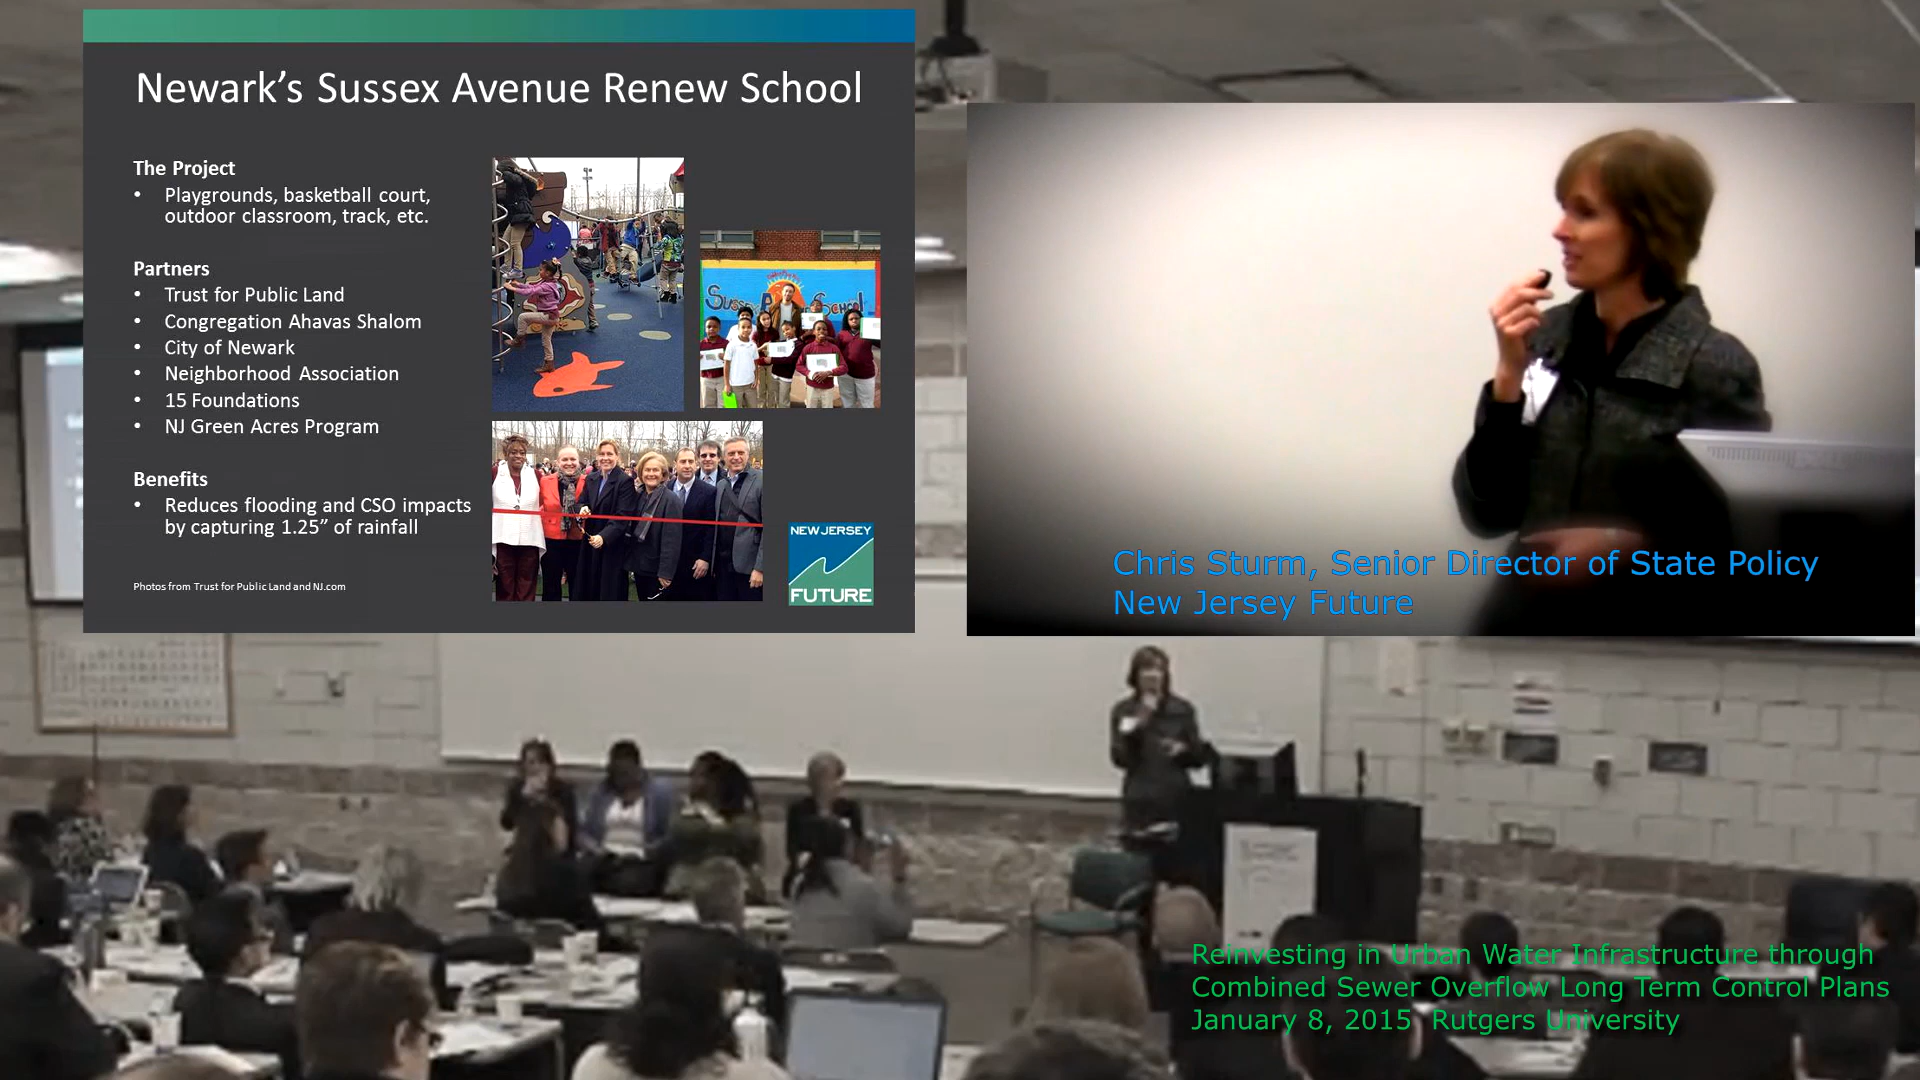 Newark’s Sussex Avenue Renew School
The Project
• Playgrounds, basketball court,
outdoor classroom, track, etc.
Partners
• Trust for Public Land
• Congregation Ahavas Shalom
• City of Newark
• Neighborhood Association
• 15 Foundations
• NJ Green Acres Program
Benefits
• Reduces flooding and CSO impacts
by capturing 1.25” of rainfall
Photos from Trust for Public Land and NJ.com
NEW JERSEY
FUTURE
Chris Sturm, Senior Director of State Policy
New Jersey Future
Reinvesting in Urban Water Infrastructure through
Combined Sewer Overflow Long Term Control Plans
January 8, 2015 Rutgers University